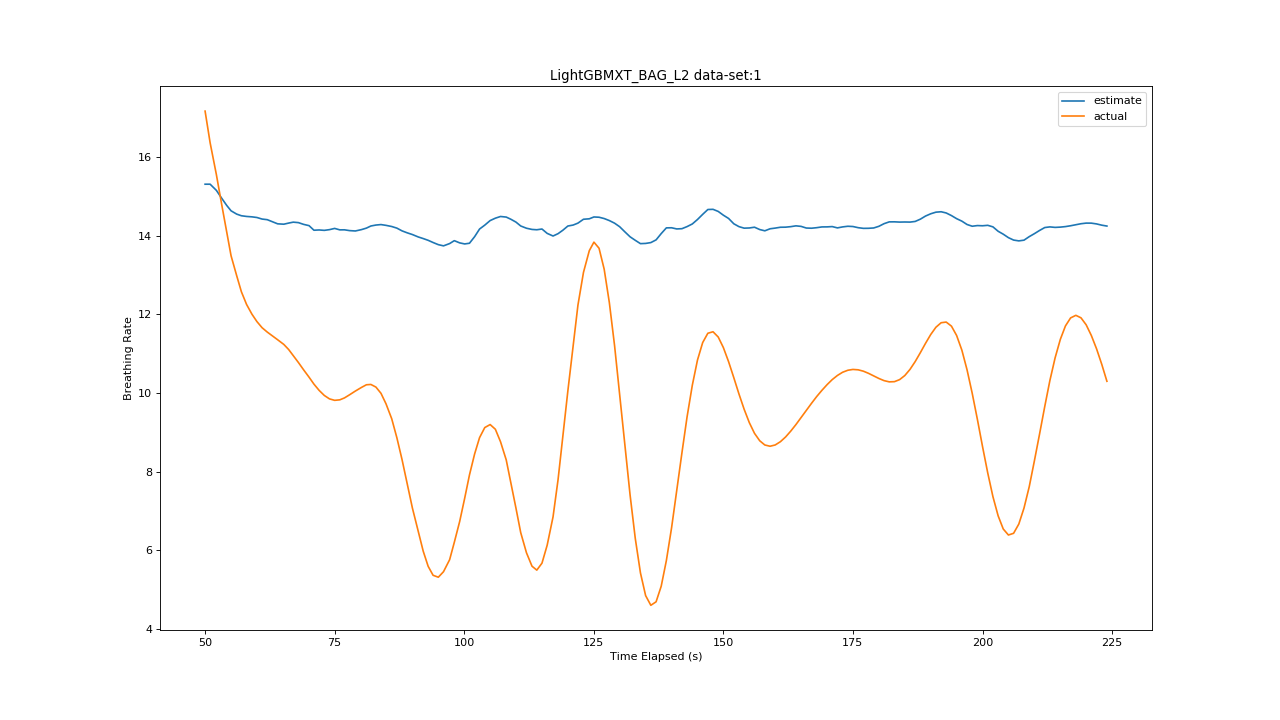 LightGBMXT_BAG_L2 data-set:1
estimate
actual
Breathing Rate
16
14
12
10
8
6
4
50 75 100 125 150 175 200 225
Time Elapsed (s)